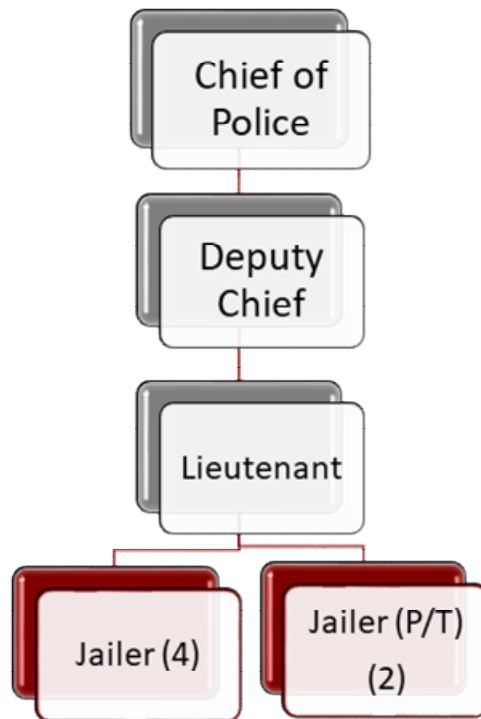 Chief of
Police
Deputy
Chief
Lieutenant
Jailer (4)
Jailer (P/T)
(2)